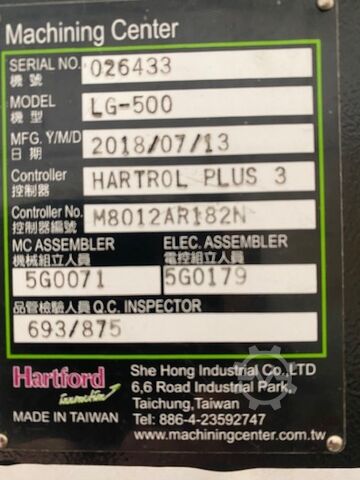 Machining Center
SERIAL NO. 026433
機號
MODEL LG-500
機型
MFG. Y/M/D 2018/07/13
日期
Controller HARTROL PLUS 3
控制器
Controller No. M8012AR182N
控制器編號
MC ASSEMBLER ELEC. ASSEMBLER
機械組立人員 電控組立人員
5G0071 5G0179
品管檢驗人員 Q.C. INSPECTOR
693/875
Hartford
Innovation
MADE IN TAIWAN
She Hong Industrial Co.,LTD
6,6 Road Industrial Park,
Taichung,Taiwan
Tel: 886-4-23592747
www.machiningcenter.com.tw